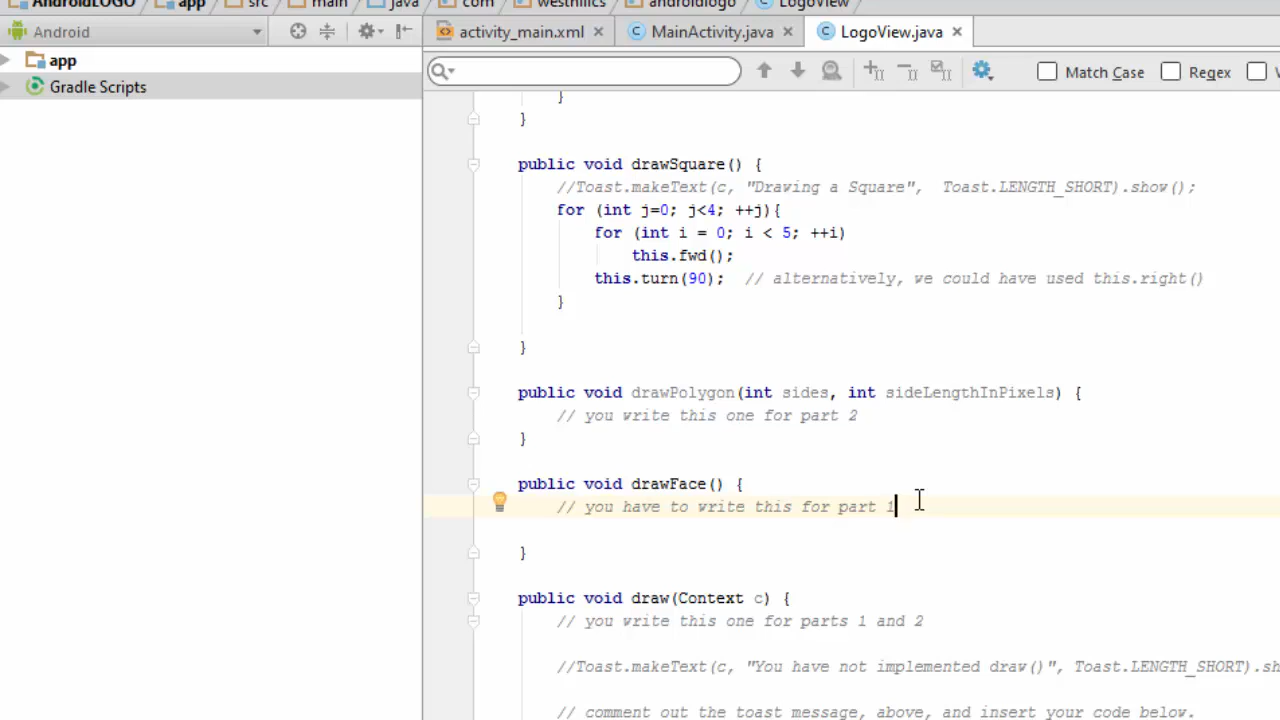 AndroidLOGO app src main java com westhillcs androidlogo LogoView
Android activity_main.xml MainActivity.java LogoView.java
app
Match Case Regex
Gradle Scripts
}
}
public void drawSquare() {
//Toast.makeText(c, "Drawing a Square", Toast.LENGTH_SHORT).show();
for (int j=0; j<4; ++j){
for (int i = 0; i < 5; ++i)
this.fwd();
this.turn(90); // alternatively, we could have used this.right()
}
}
public void drawPolygon(int sides, int sideLengthInPixels) {
// you write this one for part 2
}
public void drawFace() {
// you have to write this for part 1
}
public void draw(Context c) {
// you write this one for parts 1 and 2
//Toast.makeText(c, "You have not implemented draw()", Toast.LENGTH_SHORT).sh
// comment out the toast message, above, and insert your code below.